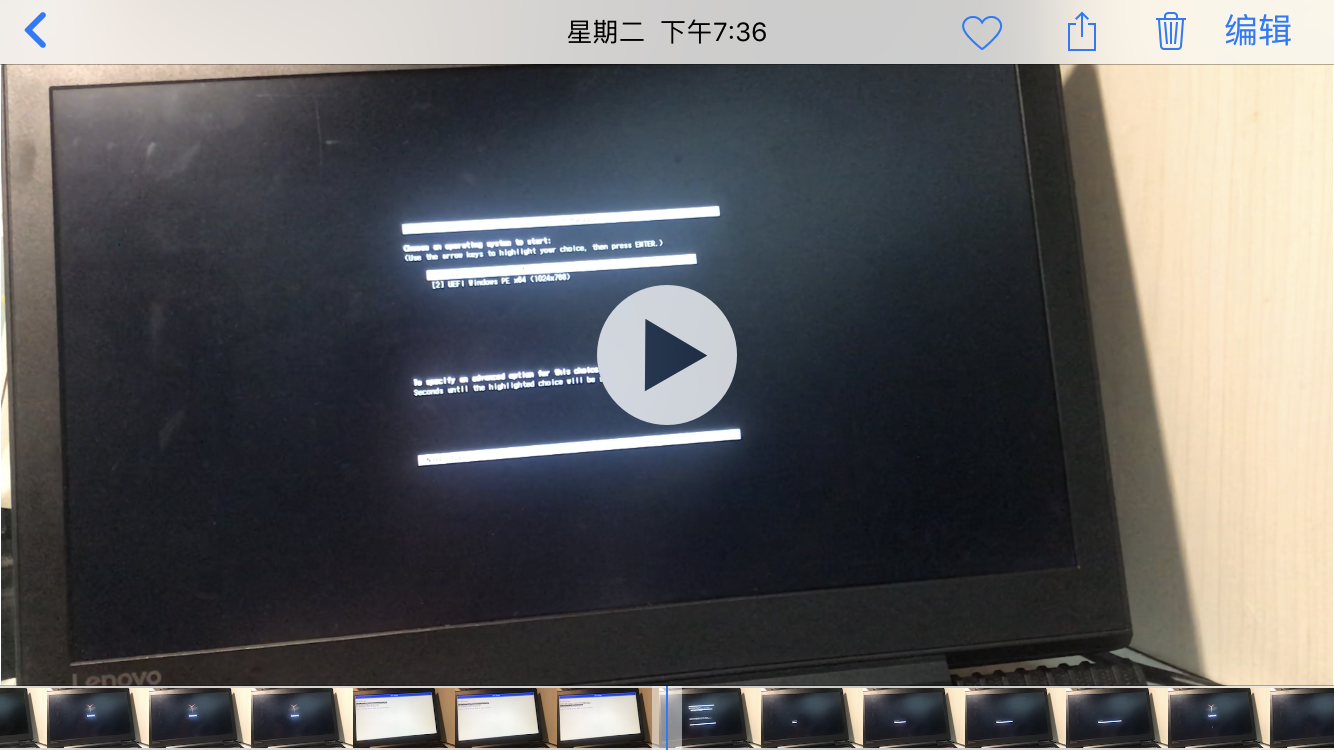 星期二 下午7:36
编辑
Choose an operating system to start:
(Use the arrow keys to highlight your choice, then press ENTER.)
[2] UEFI Windows PE x64 (1024x768)
To specify an advanced option for this choice
Seconds until the highlighted choice will be
Lenovo